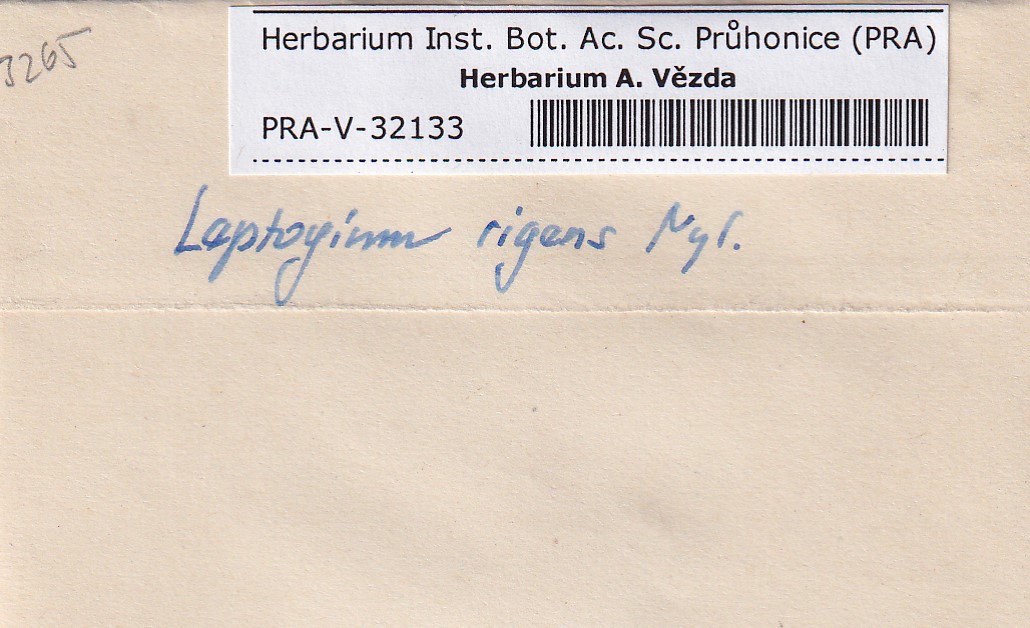 3265
Herbarium Inst. Bot. Ac. Sc. Průhonice (PRA)
Herbarium A. Vězda
PRA-V-32133
Leptogium rigens Nyl.